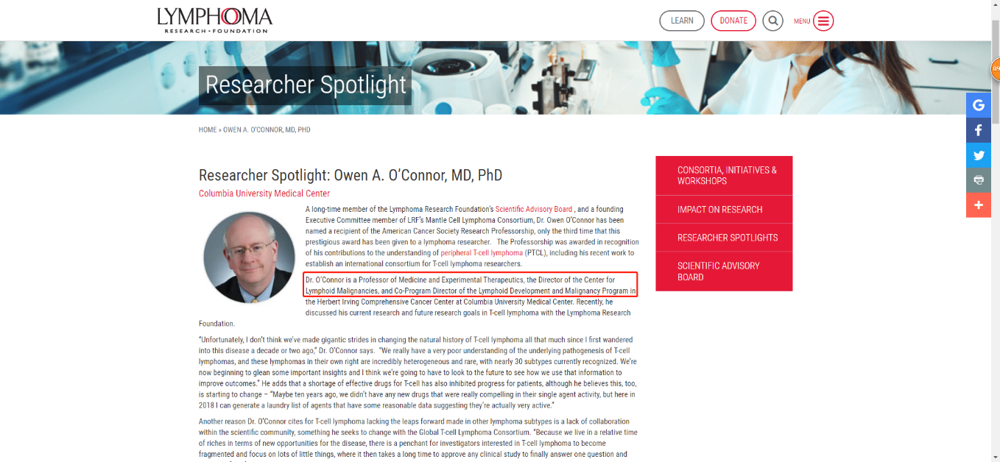 LYMPHOMA
RESEARCH • FOUNDATION
LEARN
DONATE
MENU
Researcher Spotlight
HOME » OWEN A. O'CONNOR, MD, PHD
Researcher Spotlight: Owen A. O'Connor, MD, PhD
Columbia University Medical Center
A long-time member of the Lymphoma Research Foundation's Scientific Advisory Board , and a founding
Executive Committee member of LRF's Mantle Cell Lymphoma Consortium, Dr. Owen O'Connor has been
named a recipient of the American Cancer Society Research Professorship, only the third time that this
prestigious award has been given to a lymphoma researcher. The Professorship was awarded in recognition
of his contributions to the understanding of peripheral T-cell lymphoma (PTCL), including his recent work to
establish an international consortium for T-cell lymphoma researchers.
Dr. O'Connor is a Professor of Medicine and Experimental Therapeutics, the Director of the Center for
Lymphoid Malignancies, and Co-Program Director of the Lymphoid Development and Malignancy Program in
the Herbert Irving Comprehensive Cancer Center at Columbia University Medical Center. Recently, he
discussed his current research and future research goals in T-cell lymphoma with the Lymphoma Research
Foundation.
"Unfortunately, I don't think we've made gigantic strides in changing the natural history of T-cell lymphoma all that much since I first wandered
into this disease a decade or two ago," Dr. O'Connor says. "We really have a very poor understanding of the underlying pathogenesis of T-cell
lymphomas, and these lymphomas in their own right are incredibly heterogeneous and rare, with nearly 30 subtypes currently recognized. We're
now beginning to glean some important insights and I think we're going to have to look to the future to see how we use that information to
improve outcomes." He adds that a shortage of effective drugs for T-cell has also inhibited progress for patients, although he believes this, too,
is starting to change – "Maybe ten years ago, we didn't have any new drugs that were really compelling in their single agent activity, but here in
2018 I can generate a laundry list of agents that have some reasonable data suggesting they're actually very active."
Another reason Dr. O'Connor cites for T-cell lymphoma lacking the leaps forward made in other lymphoma subtypes is a lack of collaboration
within the scientific community, something he seeks to change with the Global T-cell Lymphoma Consortium. "Because we live in a relative time
of riches in terms of new opportunities for the disease, there is a penchant for investigators interested in T-cell lymphoma to become
fragmented and focus on lots of little things, where it then takes a long time to approve any clinical study to finally answer one question and
CONSORTIA, INITIATIVES &
WORKSHOPS
IMPACT ON RESEARCH
RESEARCHER SPOTLIGHTS
SCIENTIFIC ADVISORY
BOARD